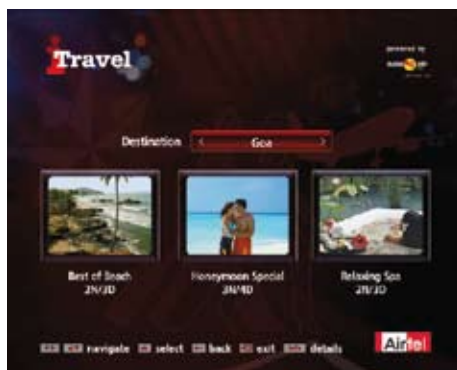 iTravel
powered by
Destination
Goa
Best of Beach
2N/3D
Honeymoon Special
3N/4D
Relaxing Spa
2N/3D
navigate select back exit details
Airtel